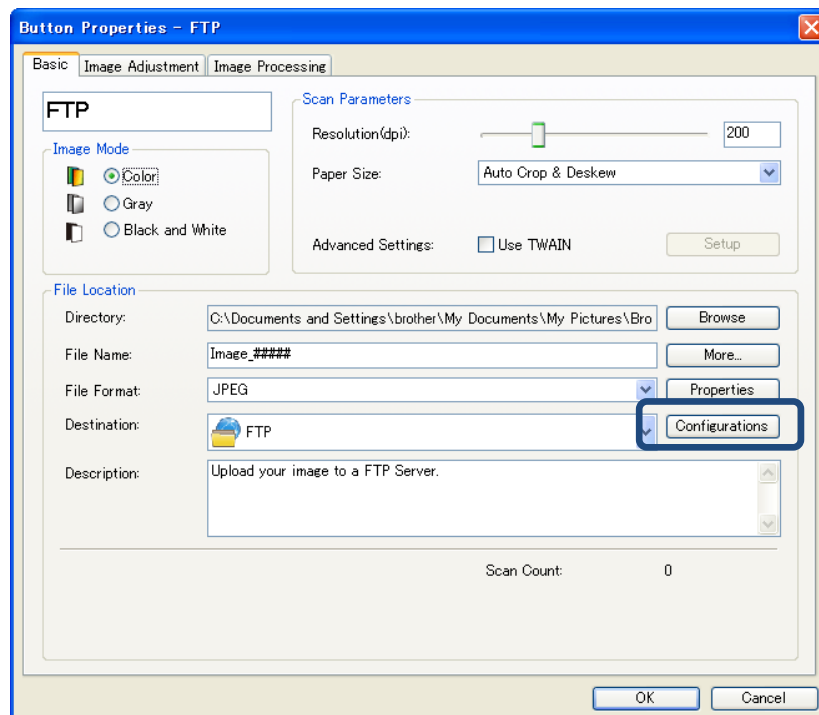 Button Properties - FTP
Basic Image Adjustment Image Processing
FTP
Image Mode
Color
Gray
Black and White
Scan Parameters
Resolution(dpi): 200
Paper Size: Auto Crop & Deskew
Advanced Settings: Use TWAIN Setup
File Location
Directory: C:\Documents and Settings\brother\My Documents\My Pictures\Bro Browse
File Name: Image_##### More...
File Format: JPEG Properties
Destination: FTP Configurations
Description: Upload your image to a FTP Server.
Scan Count: 0
OK Cancel